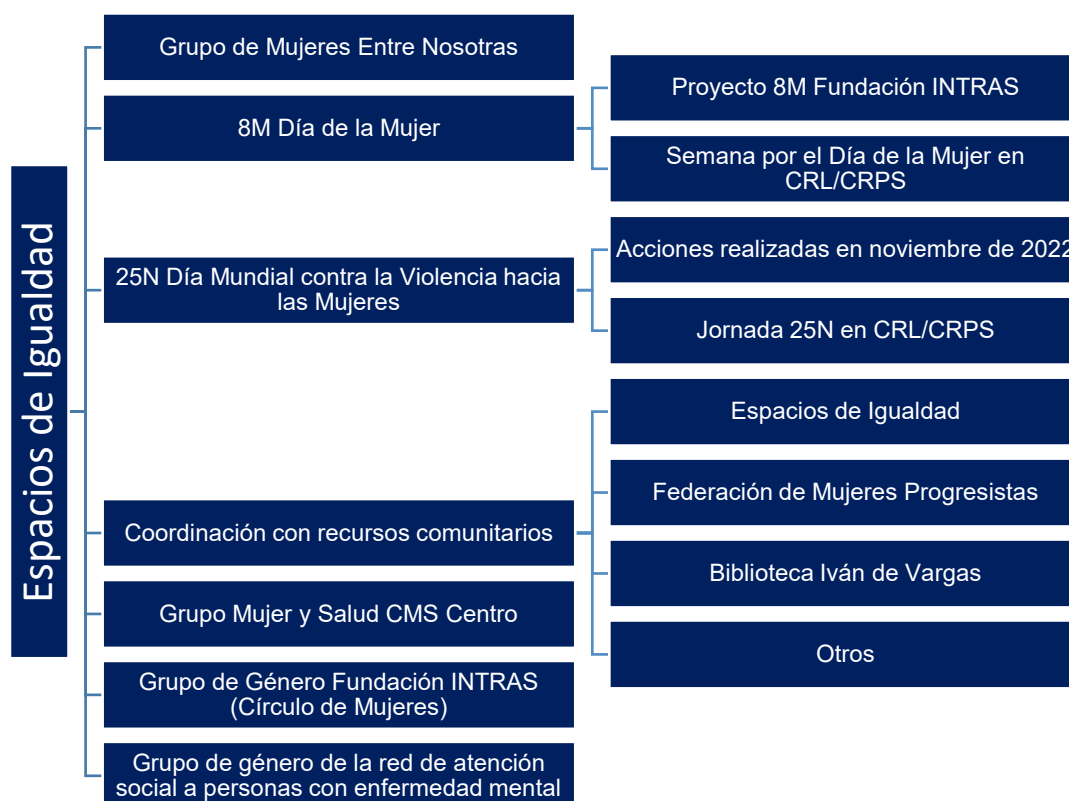 Espacios de Igualdad
Grupo de Mujeres Entre Nosotras
8M Día de la Mujer
Proyecto 8M Fundación INTRAS
Semana por el Día de la Mujer en
CRL/CRPS
25N Día Mundial contra la Violencia hacia
las Mujeres
Acciones realizadas en noviembre de 2022
Jornada 25N en CRL/CRPS
Coordinación con recursos comunitarios
Espacios de Igualdad
Federación de Mujeres Progresistas
Biblioteca Iván de Vargas
Otros
Grupo Mujer y Salud CMS Centro
Grupo de Género Fundación INTRAS
(Círculo de Mujeres)
Grupo de género de la red de atención
social a personas con enfermedad mental